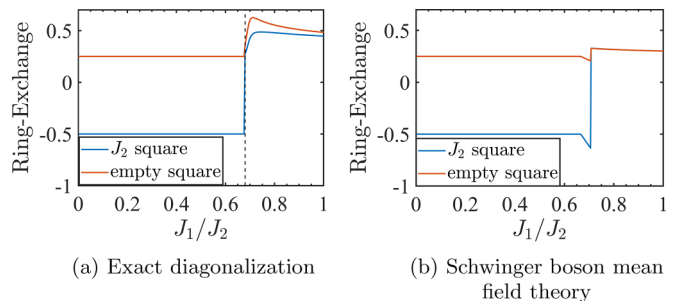 Ring-Exchange
0.5
0
-0.5
-1
J₂ square
empty square
0 0.2 0.4 0.6 0.8 1
J₁/J₂
(a) Exact diagonalization
Ring-Exchange
0.5
0
-0.5
-1
J₂ square
empty square
0 0.2 0.4 0.6 0.8 1
J₁/J₂
(b) Schwinger boson mean
field theory